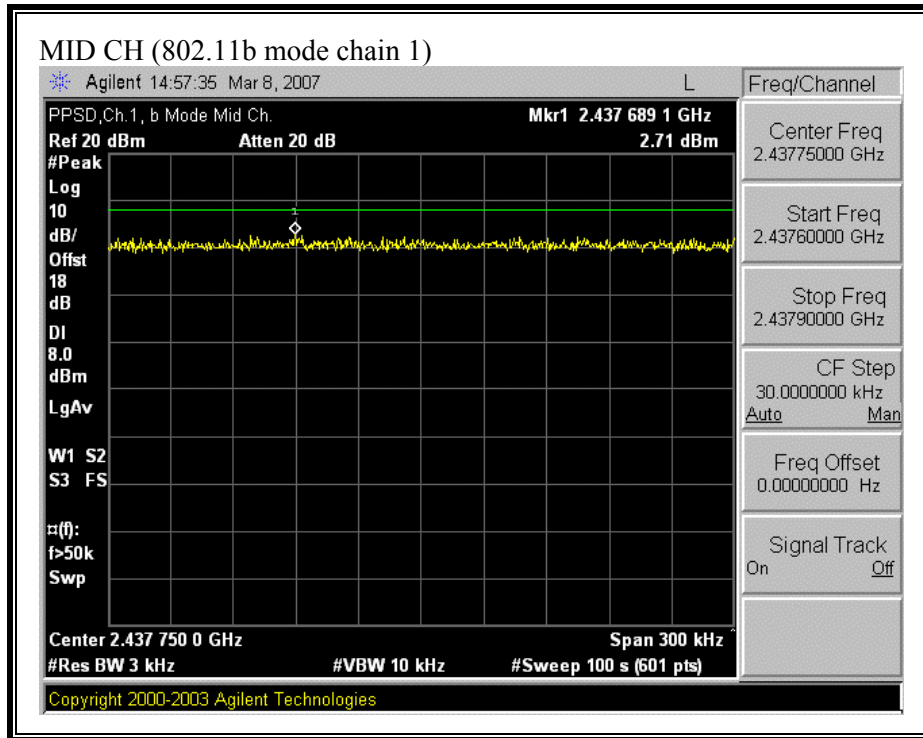 MID CH (802.11b mode chain 1)
Agilent 14:57:35 Mar 8, 2007 L
PPSD,Ch.1, b Mode Mid Ch.
Mkr1 2.437 689 1 GHz
Ref 20 dBm Atten 20 dB 2.71 dBm
#Peak
Log
10
dB/
Offst
18
dB
DI
8.0
dBm
LgAv
W1 S2
S3 FS
¤(f):
f>50k
Swp
1
Center 2.437 750 0 GHz Span 300 kHz
#Res BW 3 kHz #VBW 10 kHz #Sweep 100 s (601 pts)
Copyright 2000-2003 Agilent Technologies
Freq/Channel
Center Freq
2.43775000 GHz
Start Freq
2.43760000 GHz
Stop Freq
2.43790000 GHz
CF Step
30.0000000 kHz
Auto Man
Freq Offset
0.00000000 Hz
Signal Track
On Off